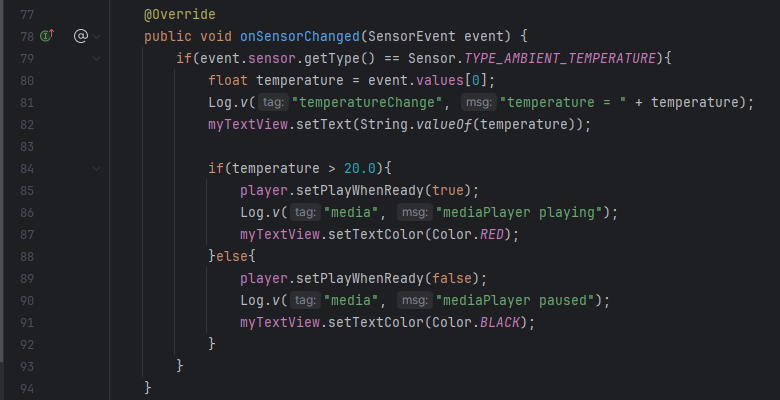 77 @Override
78 @ public void onSensorChanged(SensorEvent event) {
79 if(event.sensor.getType() == Sensor.TYPE_AMBIENT_TEMPERATURE){
80 float temperature = event.values[0];
81 Log.v( tag: "temperatureChange", msg: "temperature = " + temperature);
82 myTextView.setText(String.valueOf(temperature));
83
84 if(temperature > 20.0){
85 player.setPlayWhenReady(true);
86 Log.v( tag: "media", msg: "mediaPlayer playing");
87 myTextView.setTextColor(Color.RED);
88 }else{
89 player.setPlayWhenReady(false);
90 Log.v( tag: "media", msg: "mediaPlayer paused");
91 myTextView.setTextColor(Color.BLACK);
92 }
93 }
94 }